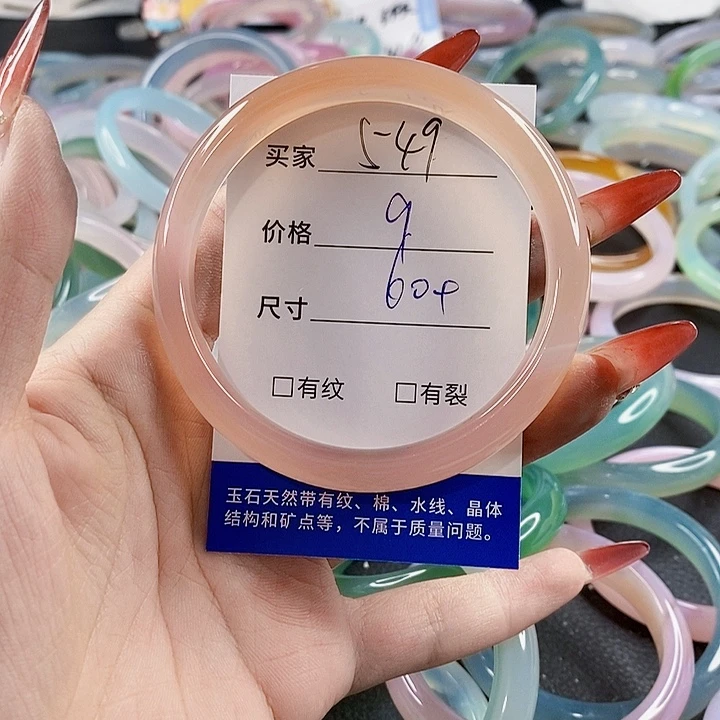 买家 5-49
价格 9
尺寸 60+
□有纹 □有裂
玉石天然带有纹、棉、水线、晶体
结构和矿点等，不属于质量问题。